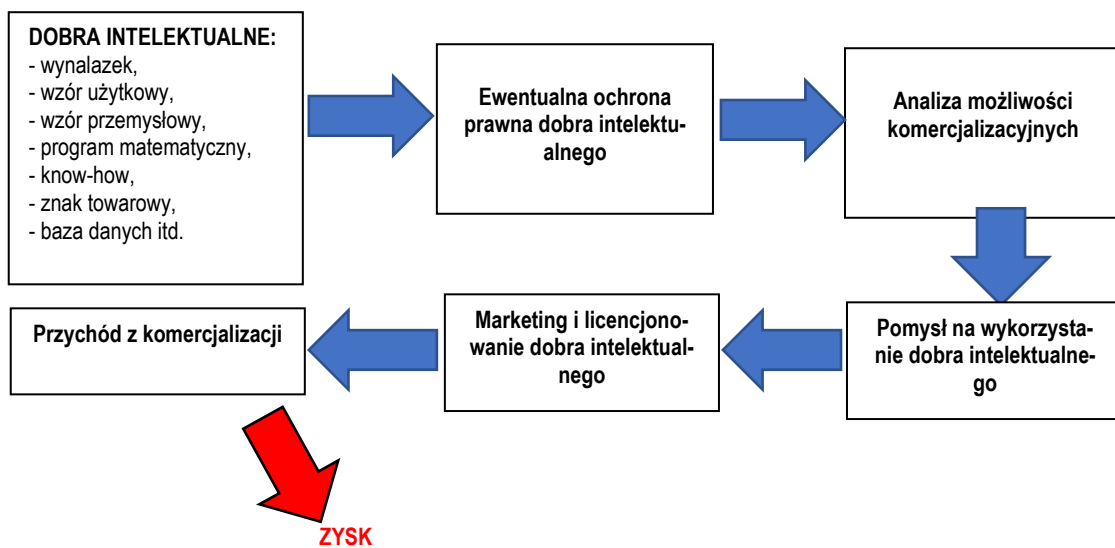 DOBRA INTELEKTUALNE:
- wynalazek,
- wzór użytkowy,
- wzór przemysłowy,
- program matematyczny,
- know-how,
- znak towarowy,
- baza danych itd.
Ewentualna ochrona
prawna dobra intelektu-
alnego
Analiza możliwości
komercjalizacyjnych
Pomysł na wykorzysta-
nie dobra intelektualne-
go
Marketing i licencjono-
wanie dobra intelektual-
nego
Przychód z komercjalizacji
ZYSK